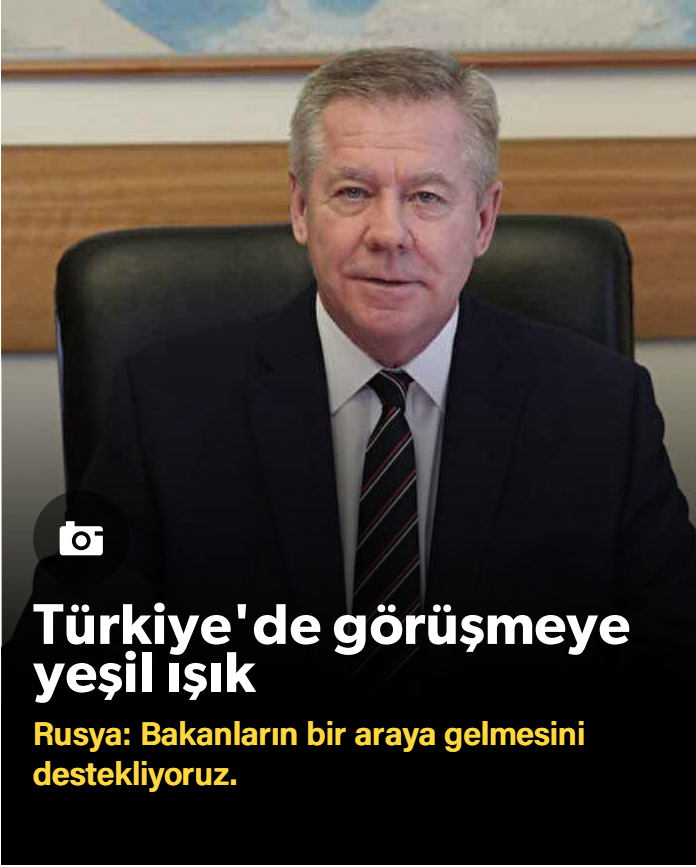 Türkiye'de görüşmeye
yeşil ışık
Rusya: Bakanların bir araya gelmesini
destekliyoruz.